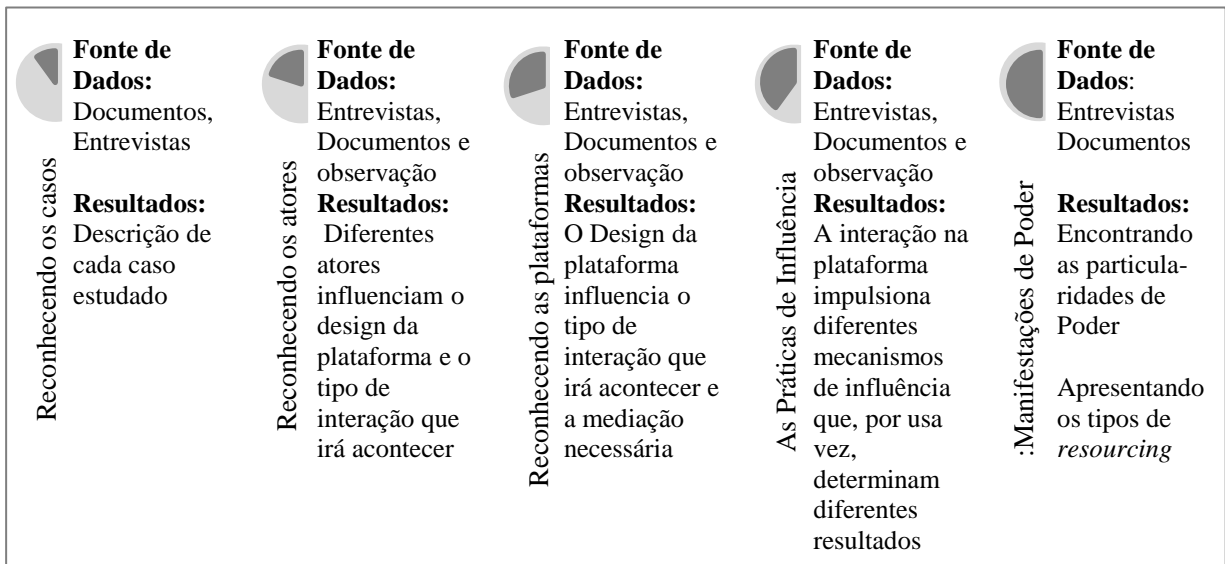 Reconhecendo os casos
Fonte de
Dados:
Documentos,
Entrevistas
Resultados:
Descrição de
cada caso
estudado
Reconhecendo os atores
Fonte de
Dados:
Entrevistas,
Documentos e
observação
Resultados:
Diferentes
atores
influenciam o
design da
plataforma e o
tipo de
interação que
irá acontecer
Reconhecendo as plataformas
Fonte de
Dados:
Entrevistas,
Documentos e
observação
Resultados:
O Design da
plataforma
influencia o
tipo de
interação que
irá acontecer e
a mediação
necessária
As Práticas de Influência
Fonte de
Dados:
Entrevistas,
Documentos e
observação
Resultados:
A interação na
plataforma
impulsiona
diferentes
mecanismos
de influência
que, por usa
vez,
determinam
diferentes
resultados
:Manifestações de Poder
Fonte de
Dados:
Entrevistas
Documentos
Resultados:
Encontrando
as particula-
ridades de
Poder
Apresentando
os tipos de
resourcing